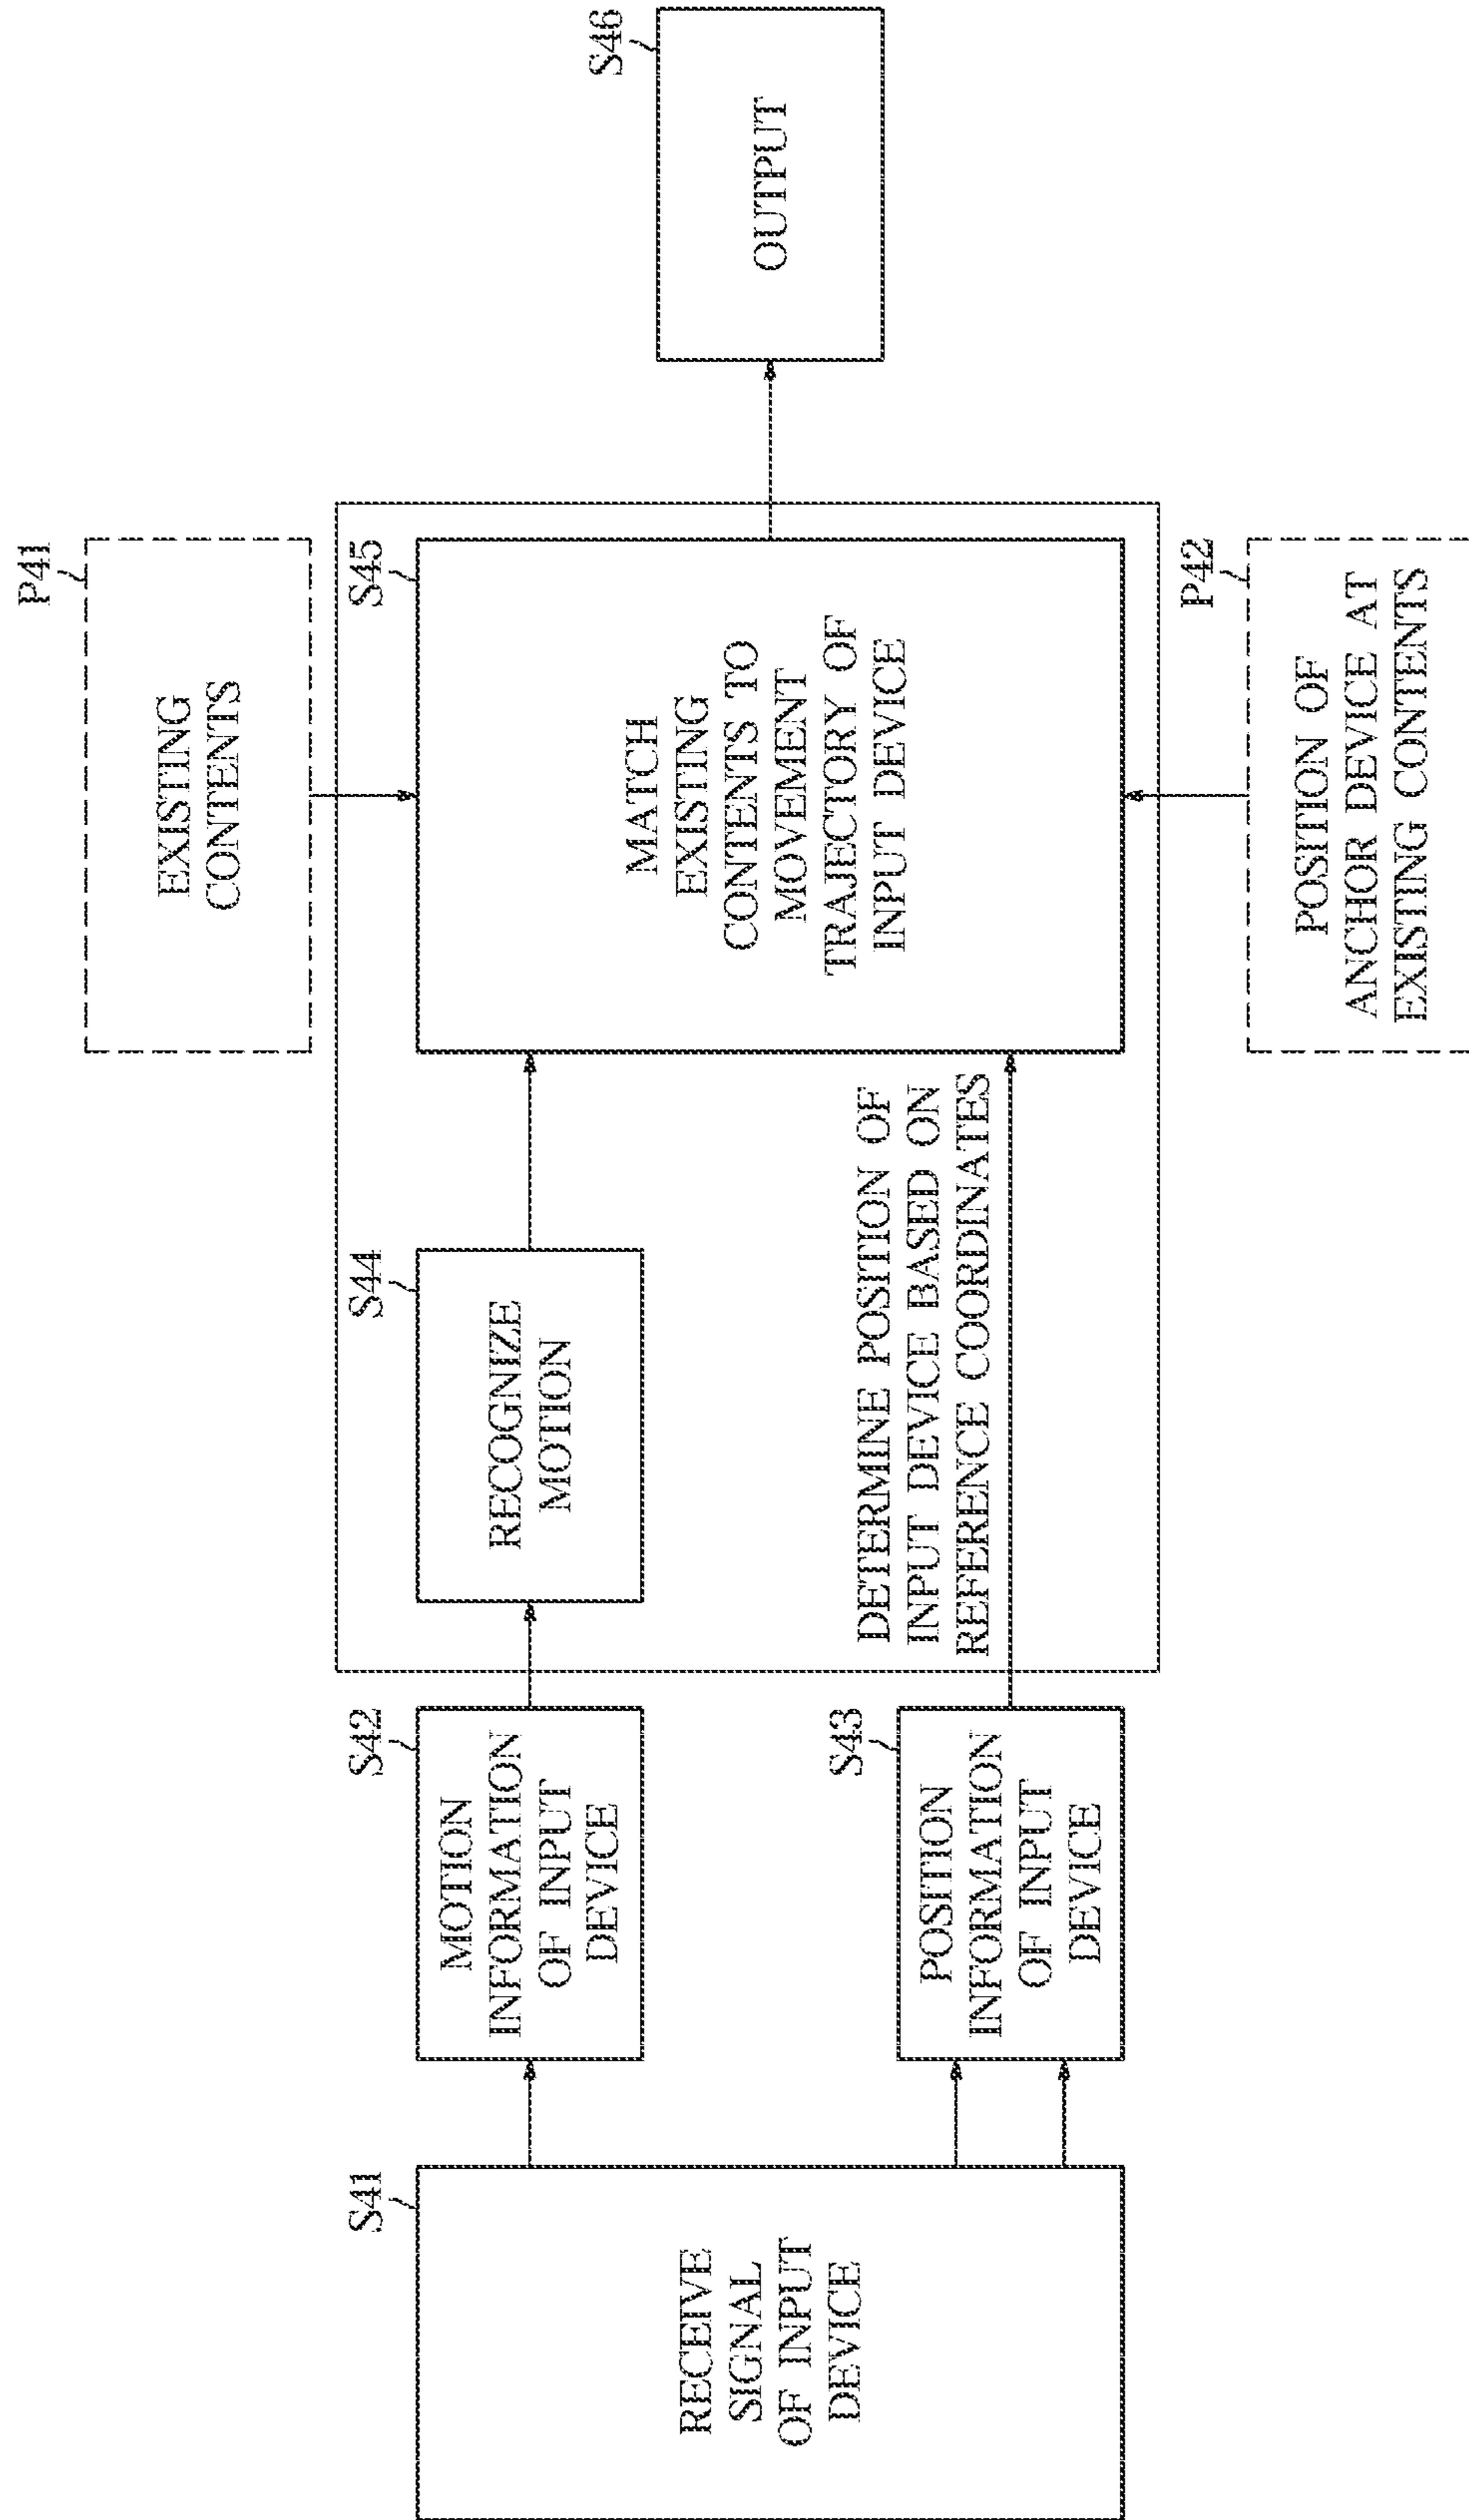 S41
RECEIVE
SIGNAL
OF INPUT
DEVICE
S42
MOTION
INFORMATION
OF INPUT
DEVICE
S43
POSITION
INFORMATION
OF INPUT
DEVICE
S44
RECOGNIZE
MOTION
DETERMINE POSITION OF
INPUT DEVICE BASED ON
REFERENCE COORDINATES
P41
EXISTING
CONTENTS
S45
MATCH
EXISTING
CONTENTS TO
MOVEMENT
TRAJECTORY OF
INPUT DEVICE
P42
POSITION OF
ANCHOR DEVICE AT
EXISTING CONTENTS
S46
OUTPUT